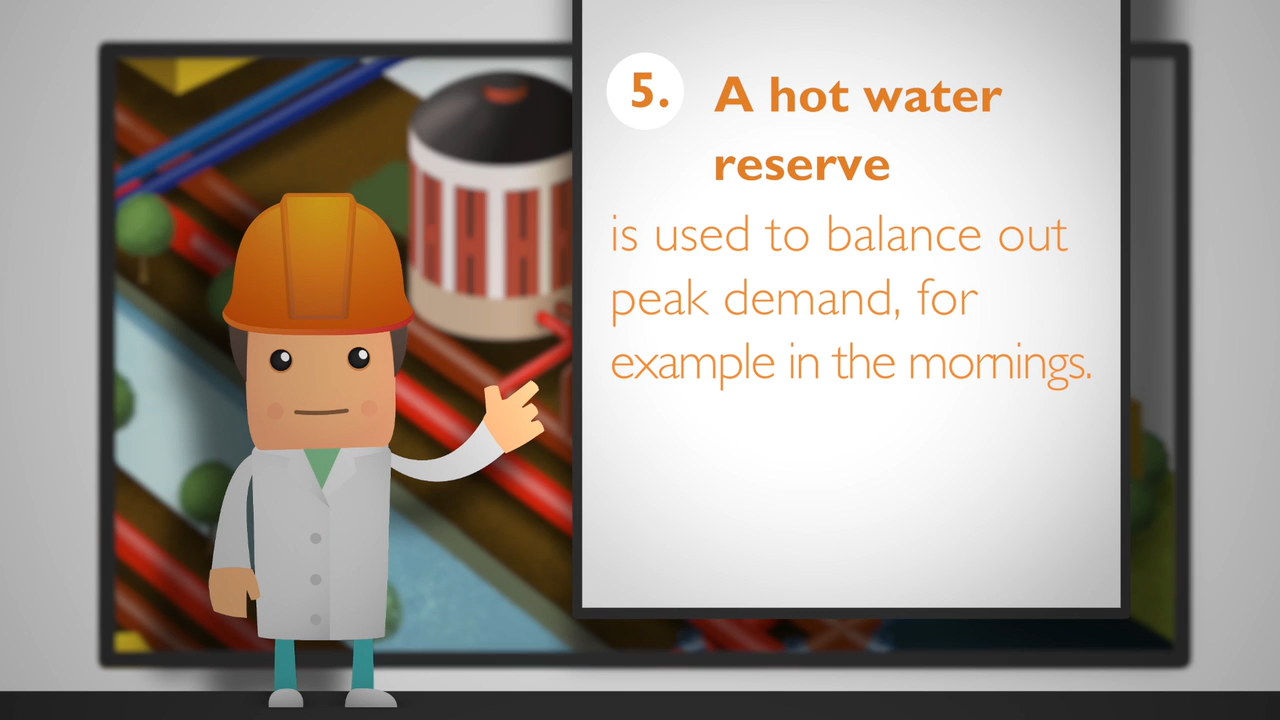 5. A hot water
reserve
is used to balance out
peak demand, for
example in the mornings.